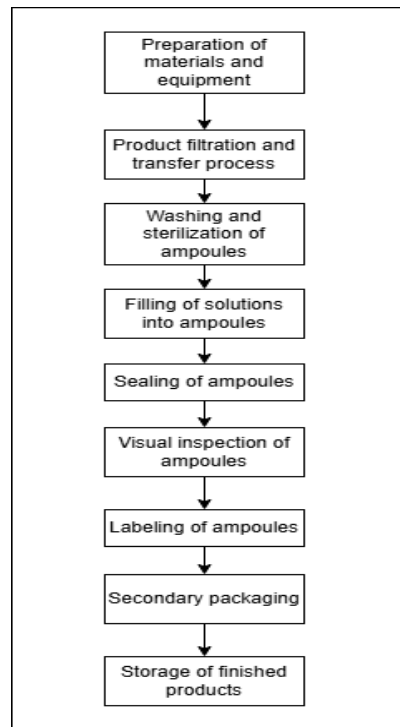 Preparation of
materials and
equipment
Product filtration and
transfer process
Washing and
sterilization of
ampoules
Filling of solutions
into ampoules
Sealing of ampoules
Visual inspection of
ampoules
Labeling of ampoules
Secondary packaging
Storage of finished
products